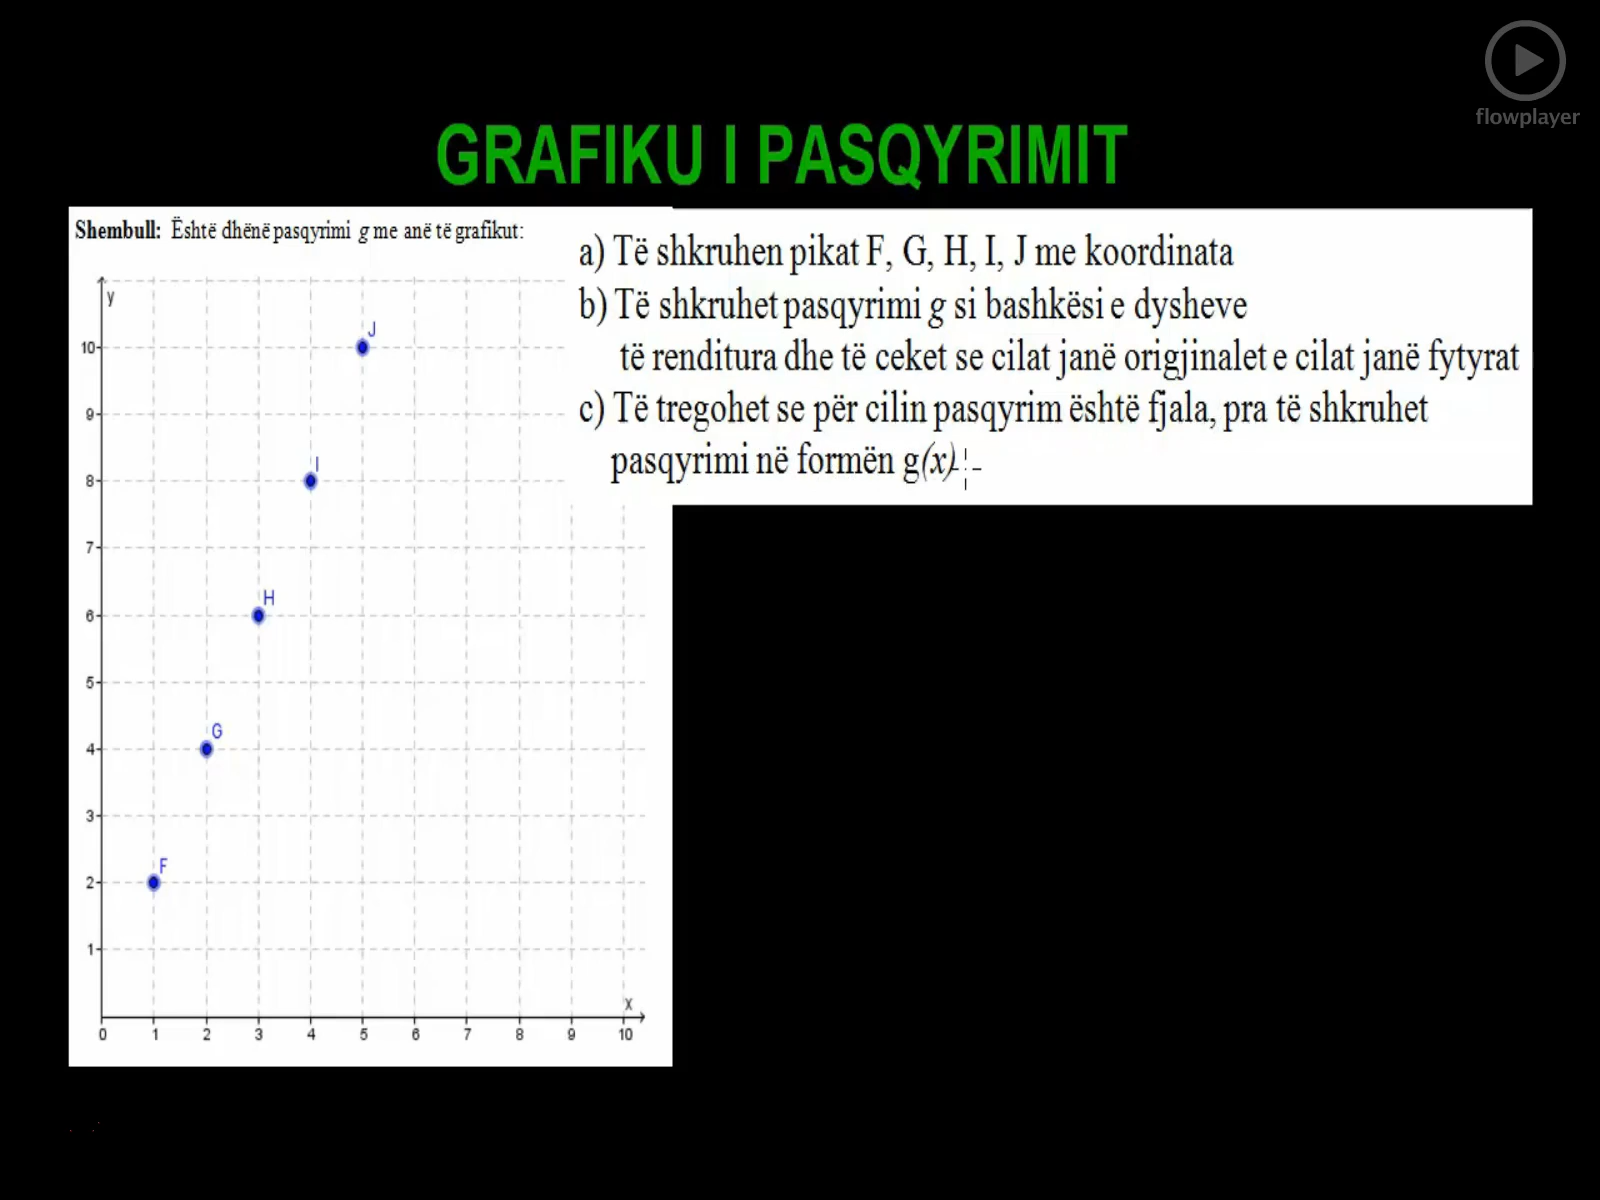 flowplayer
GRAFIKU I PASQYRIMIT
Shembull: Është dhënë pasqyrimi g me anë të grafikut:
a) Të shkruhen pikat F, G, H, I, J me koordinata
b) Të shkruhet pasqyrimi g si bashkësi e dysheve
të renditura dhe të ceket se cilat janë origjinalet e cilat janë fytyrat
c) Të tregohet se për cilin pasqyrim është fjala, pra të shkruhet
pasqyrimi në formën g(x)
y
J
10
9
I
8
7
H
6
5
G
4
3
F
2
1
x
0 1 2 3 4 5 6 7 8 9 10